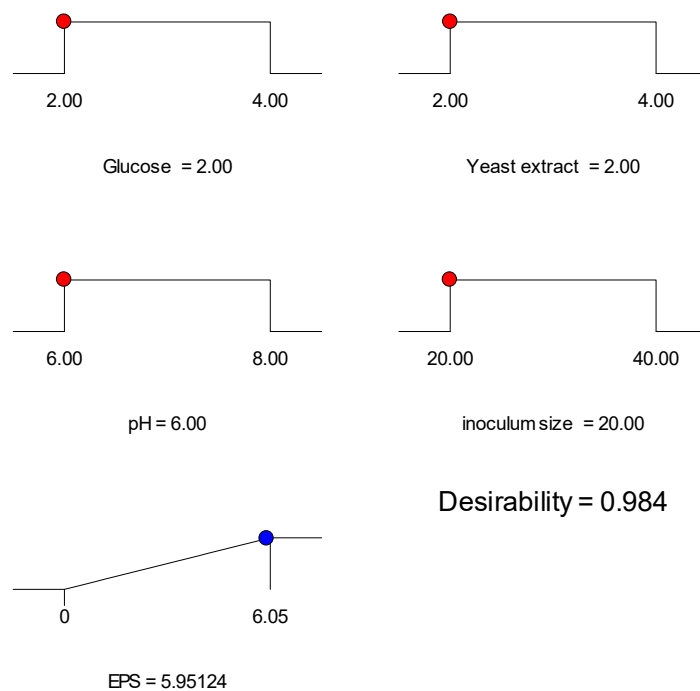 2.00 4.00
Glucose = 2.00
2.00 4.00
Yeast extract = 2.00
6.00 8.00
pH = 6.00
20.00 40.00
inoculum size = 20.00
0 6.05
EPS = 5.95124
Desirability = 0.984